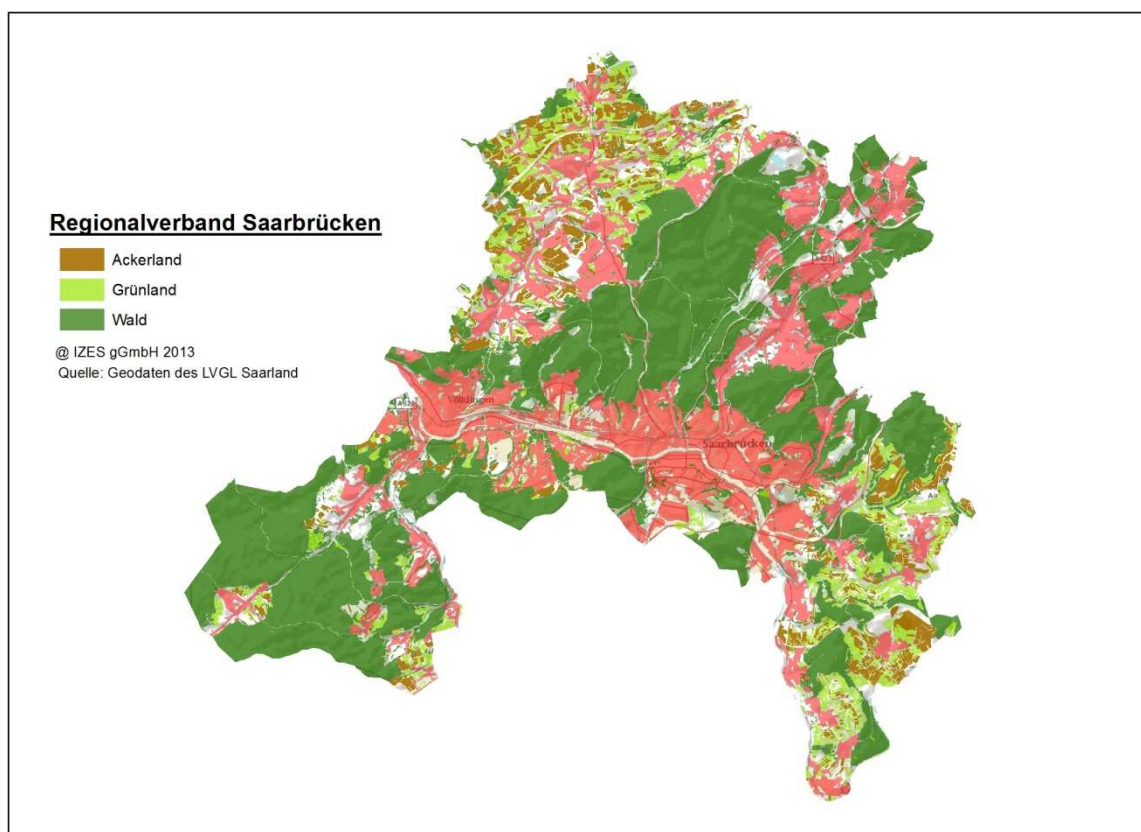 Regionalverband Saarbrücken
Ackerland
Grünland
Wald
@ IZES gGmbH 2013
Quelle: Geodaten des LVGL Saarland
Völklingen
Saarbrücken